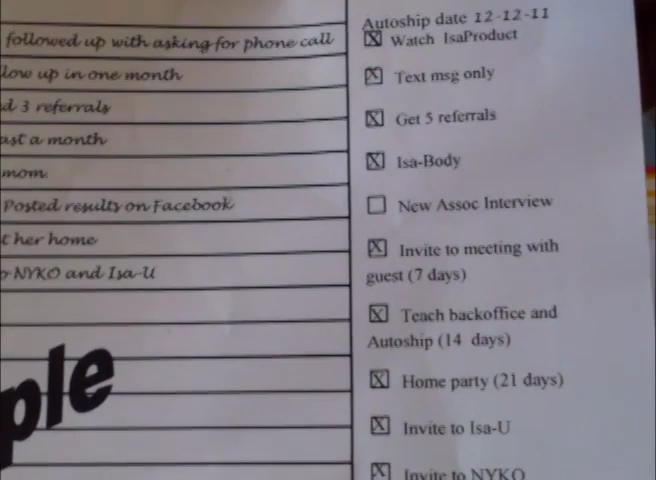 followed up with asking for phone call
low up in one month
d 3 referrals
ast a month
mom.
Posted results on Facebook
t her home
o NYKO and Isa-U
ple
Autoship date 12-12-11
Watch IsaProduct
Text msg only
Get 5 referrals
Isa-Body
New Assoc Interview
Invite to meeting with
guest (7 days)
Teach backoffice and
Autoship (14 days)
Home party (21 days)
Invite to Isa-U
Invite to NYKO